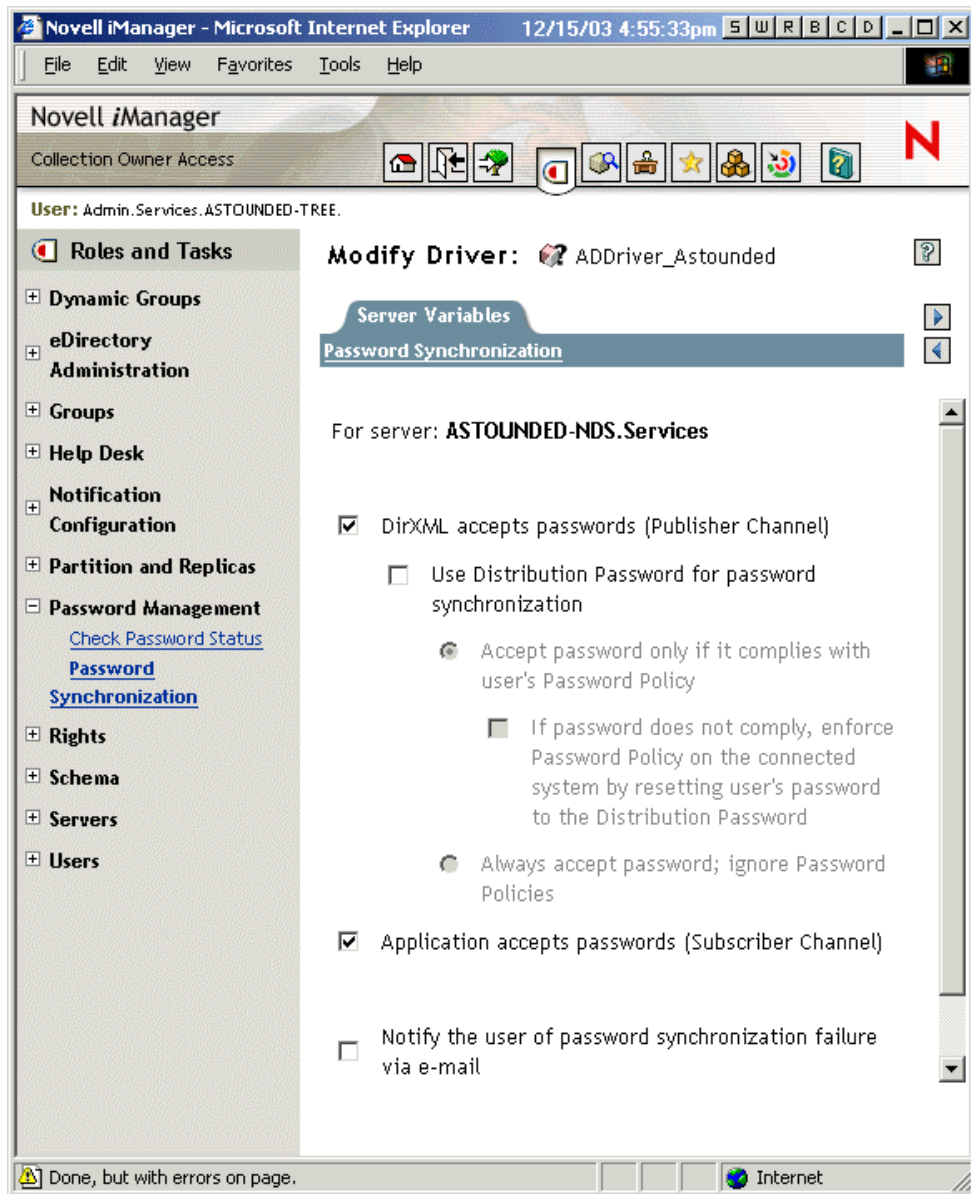 Novell iManager - Microsoft Internet Explorer 12/15/03 4:55:33pm S W R B C D
File Edit View Favorites Tools Help
Novell iManager
Collection Owner Access
N
User: Admin.Services.ASTOUNDED-TREE.
Roles and Tasks
Dynamic Groups
eDirectory
Administration
Groups
Help Desk
Notification
Configuration
Partition and Replicas
Password Management
Check Password Status
Password
Synchronization
Rights
Schema
Servers
Users
Modify Driver: ADDriver_Astounded ?
Server Variables
Password Synchronization
For server: ASTOUNDED-NDS.Services
DirXML accepts passwords (Publisher Channel)
Use Distribution Password for password
synchronization
Accept password only if it complies with
user's Password Policy
If password does not comply, enforce
Password Policy on the connected
system by resetting user's password
to the Distribution Password
Always accept password; ignore Password
Policies
Application accepts passwords (Subscriber Channel)
Notify the user of password synchronization failure
via e-mail
Done, but with errors on page. Internet